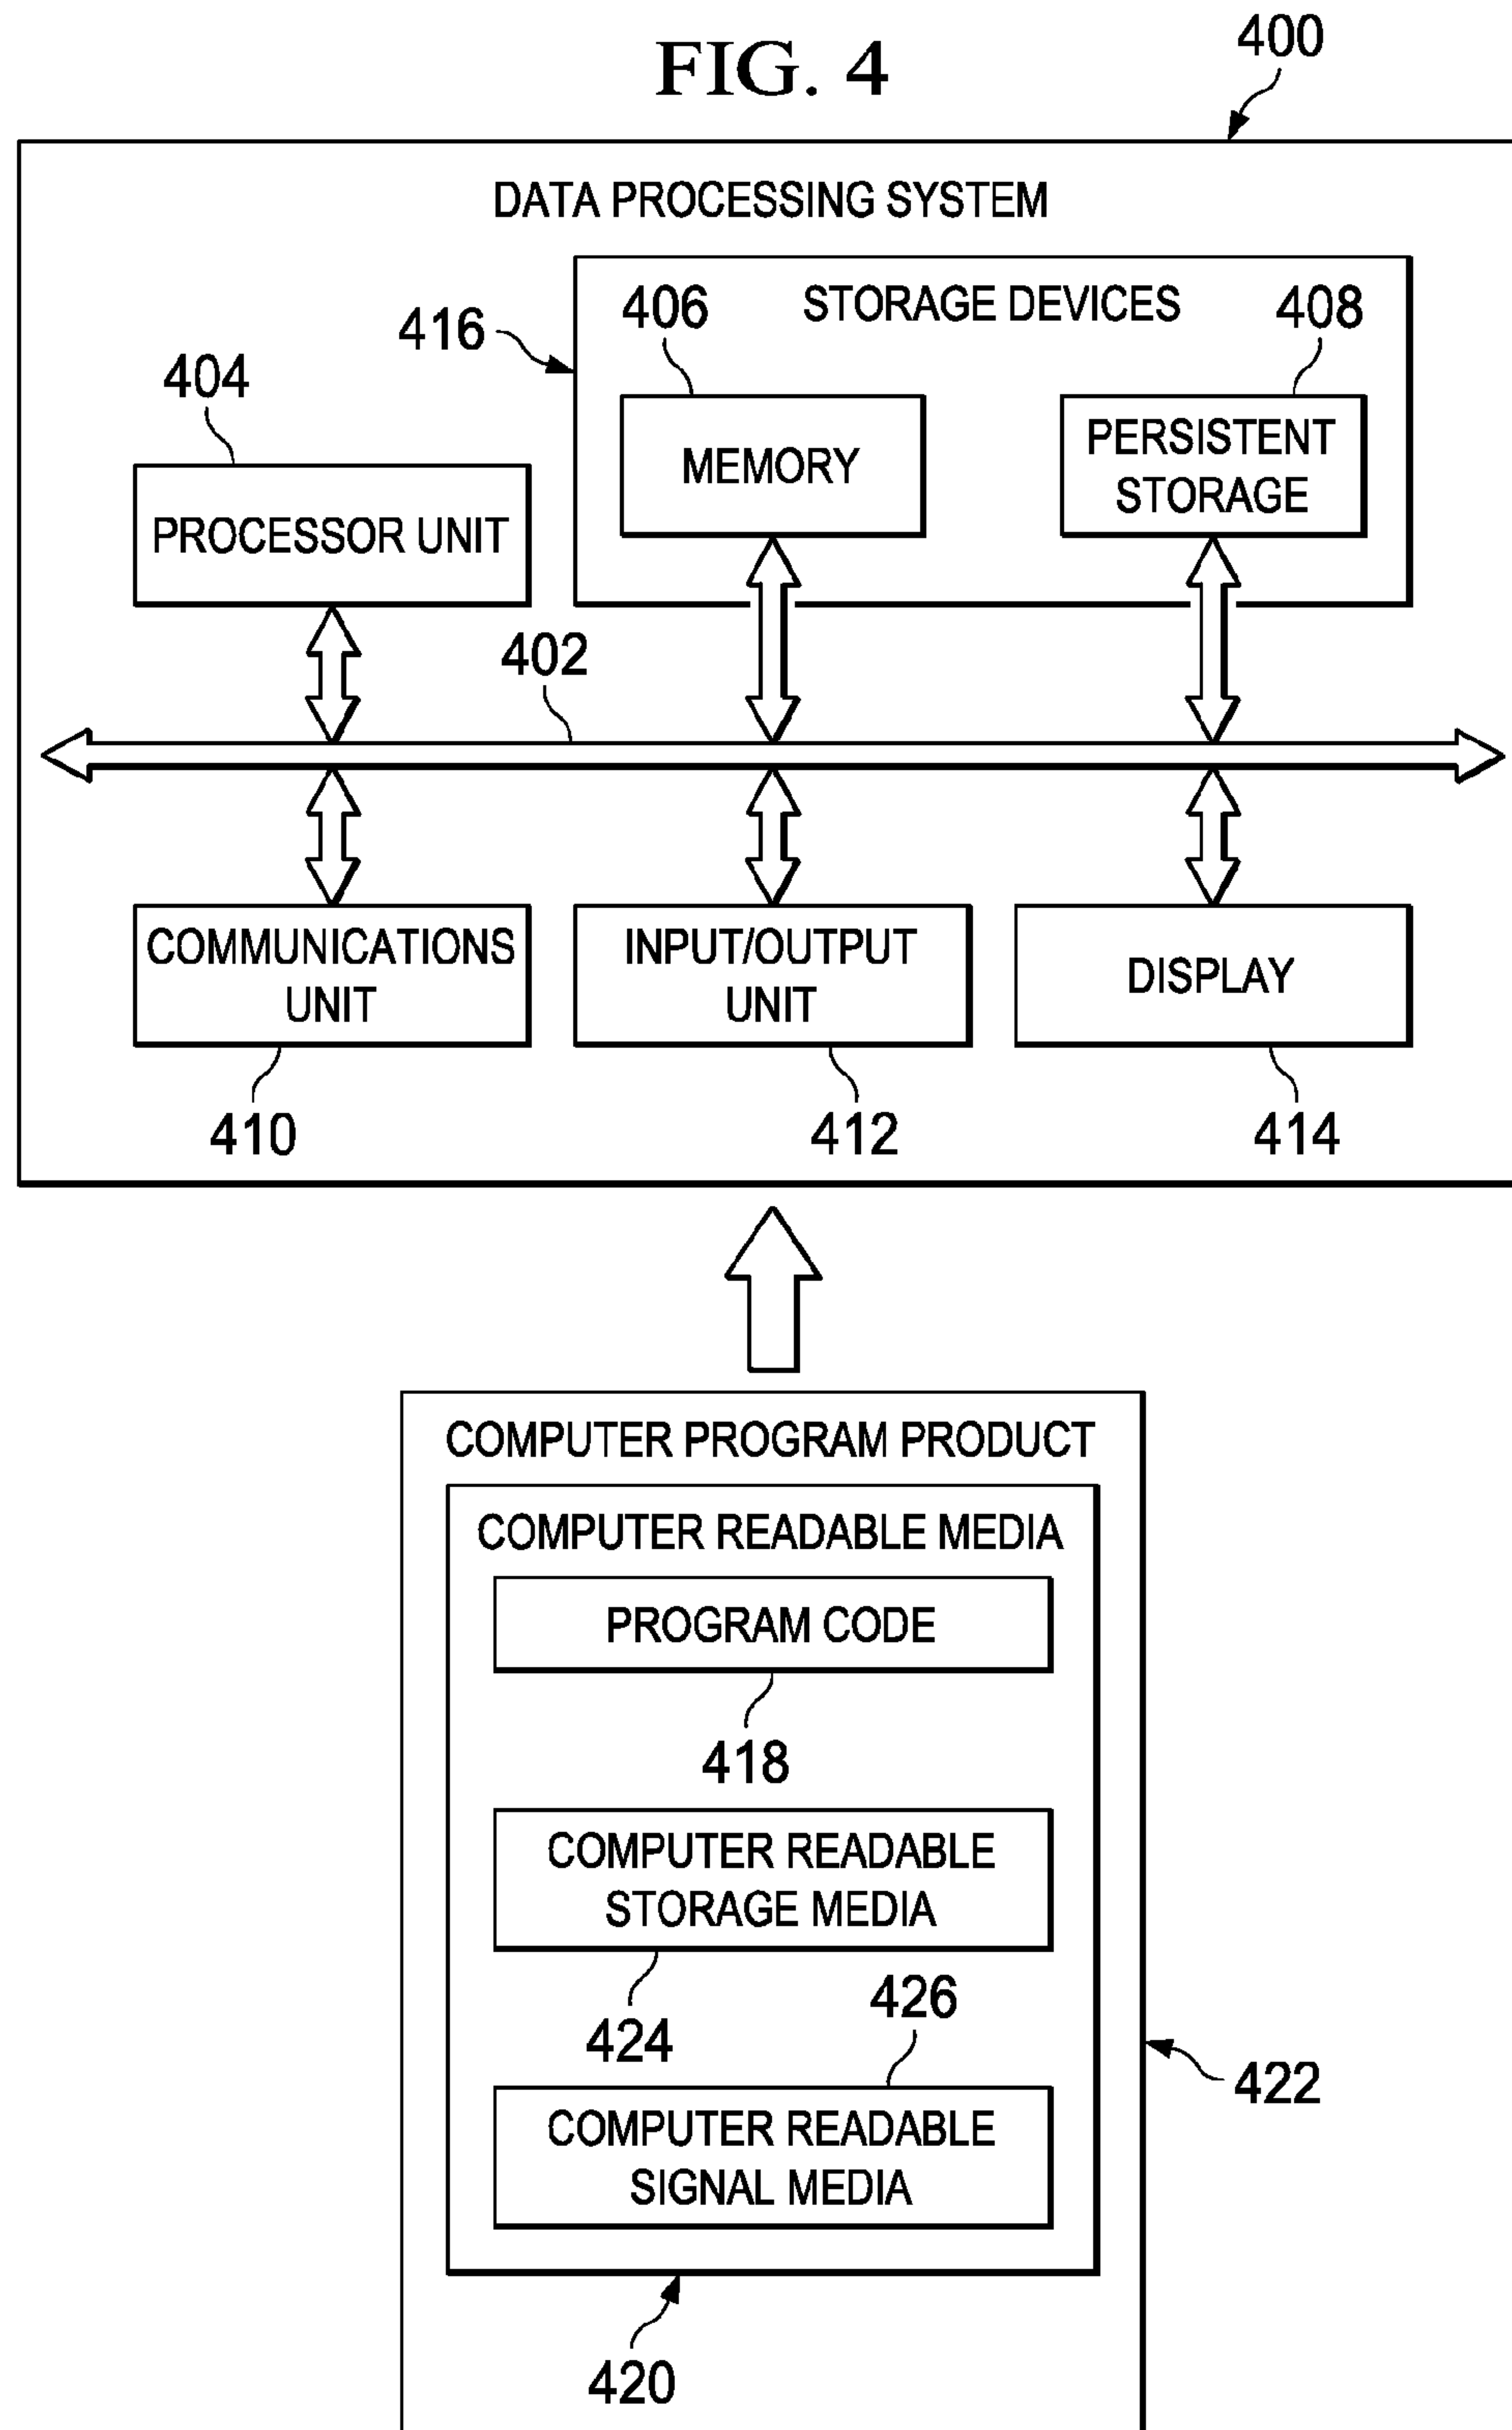 FIG. 4
400
DATA PROCESSING SYSTEM
STORAGE DEVICES
406
408
416
404
MEMORY
PERSISTENT
STORAGE
PROCESSOR UNIT
402
COMMUNICATIONS
UNIT
INPUT/OUTPUT
UNIT
DISPLAY
410
412
414
COMPUTER PROGRAM PRODUCT
COMPUTER READABLE MEDIA
PROGRAM CODE
418
COMPUTER READABLE
STORAGE MEDIA
424
426
422
COMPUTER READABLE
SIGNAL MEDIA
420